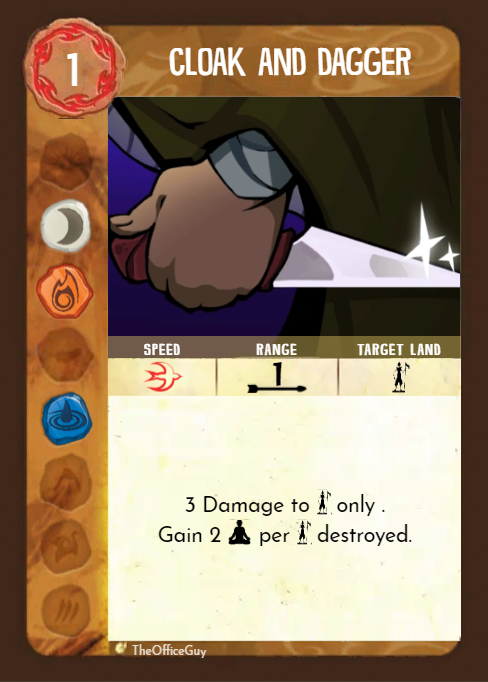 1
CLOAK AND DAGGER
SPEED RANGE TARGET LAND
1
3 Damage to only .
Gain 2 per destroyed.
TheOfficeGuy